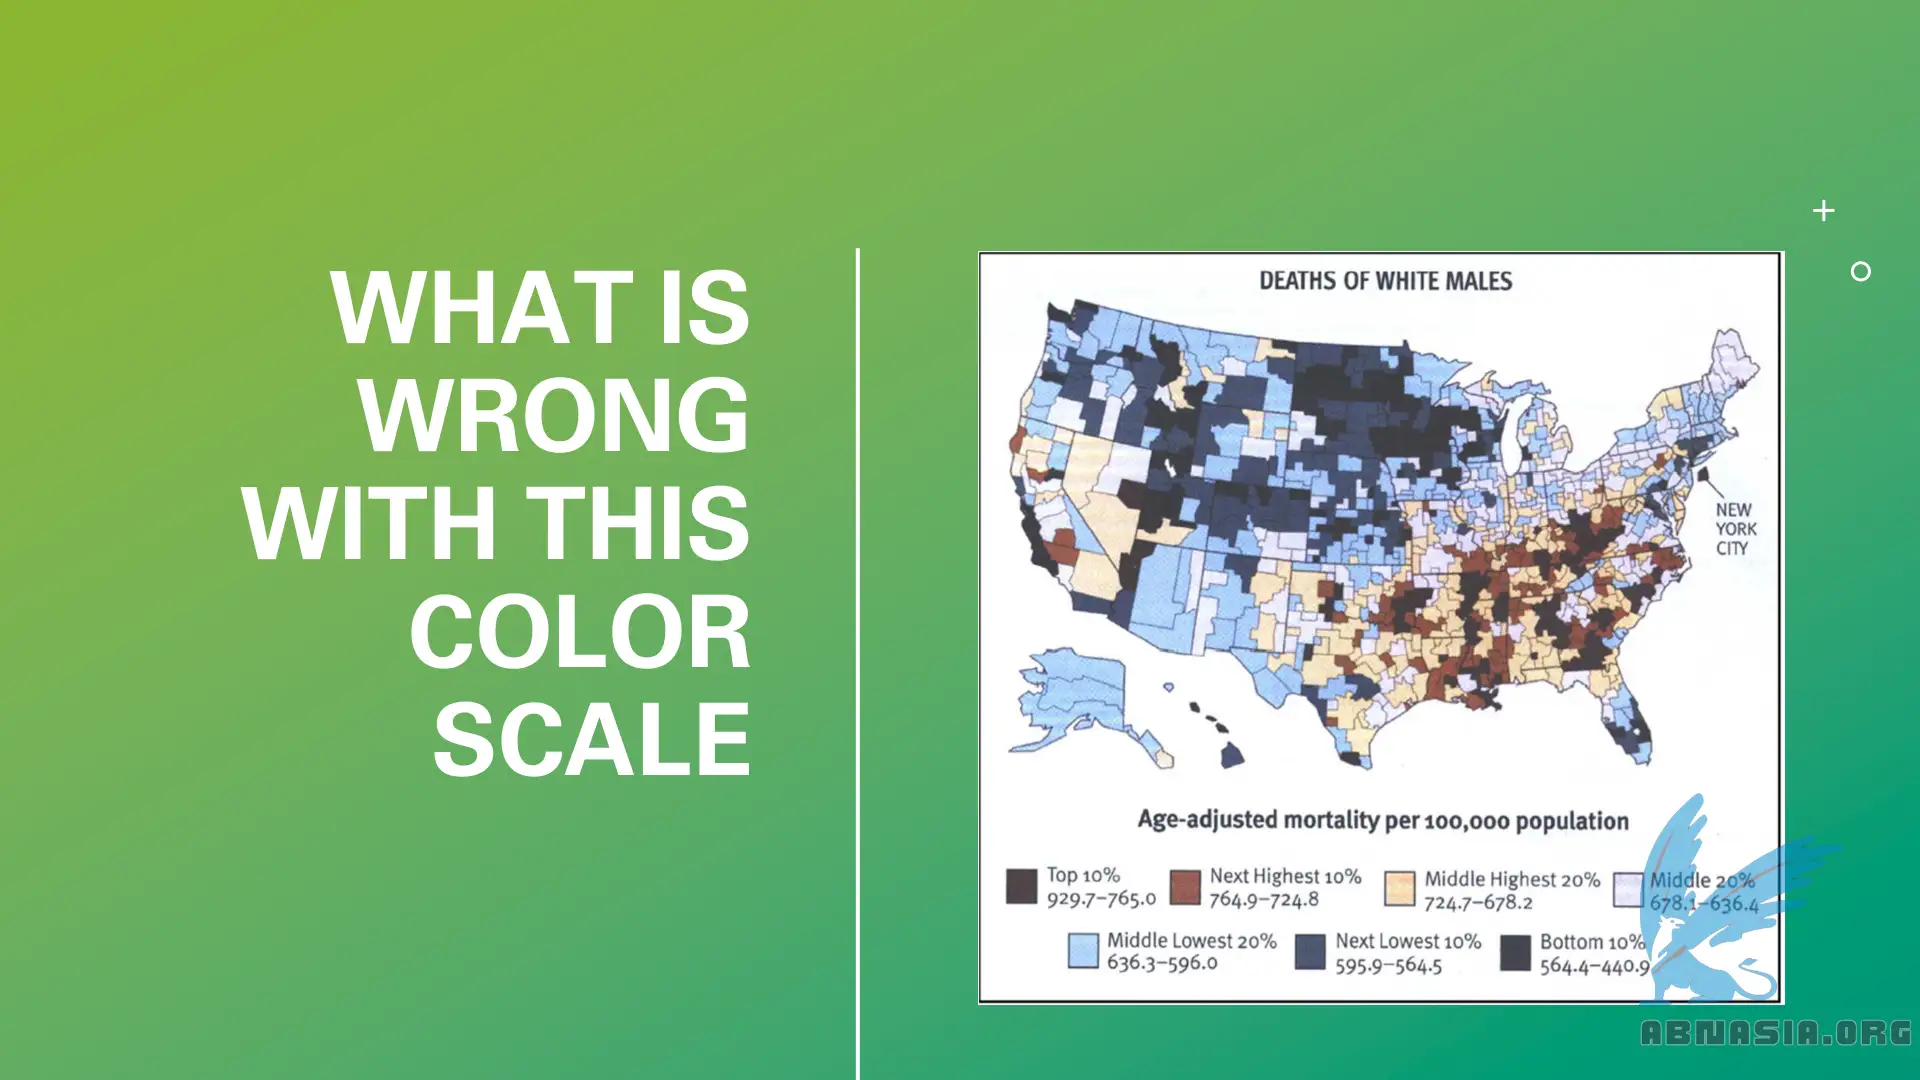 WHAT IS
WRONG
WITH THIS
COLOR
SCALE
DEATHS OF WHITE MALES
NEW
YORK
CITY
Age-adjusted mortality per 100,000 population
Top 10%
929.7–765.0
Next Highest 10%
764.9–724.8
Middle Highest 20%
724.7–678.2
Middle 20%
678.1–636.4
Middle Lowest 20%
636.3–596.0
Next Lowest 10%
595.9–564.5
Bottom 10%
564.4–440.9
ABNASIA.ORG